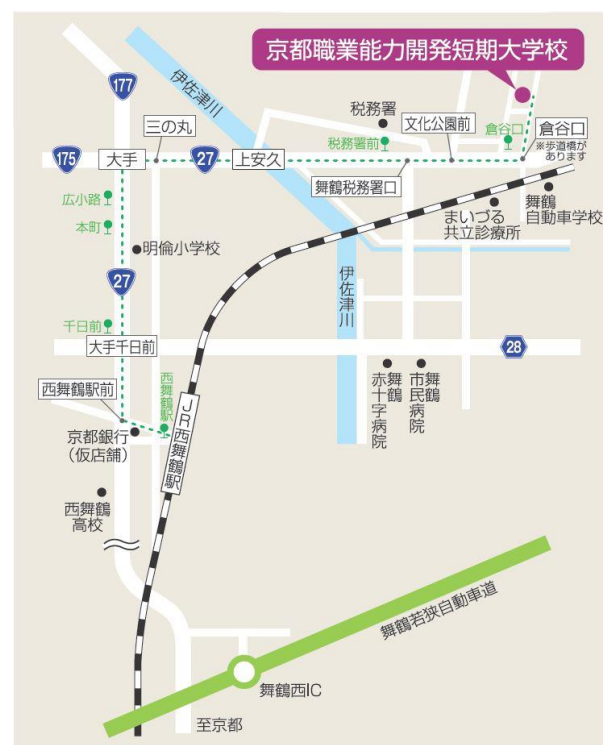 京都職業能力開発短期大学校
177
伊佐津川
税務署
文化公園前
倉谷口
倉谷口
※歩道橋が
あります
三の丸
税務署前
175
大手
27
上安久
舞鶴税務署口
広小路
本町
明倫小学校
まいづる
共立診療所
舞鶴
自動車学校
27
伊佐津川
千日前
大手千日前
28
西舞鶴駅前
西舞鶴駅
JR西舞鶴駅
舞鶴
赤十字病院
舞鶴
市民病院
京都銀行
(仮店舗)
西舞鶴
高校
舞鶴若狭自動車道
舞鶴西IC
至京都